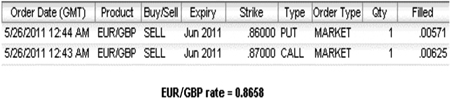 Order Date (GMT) Product Buy/Sell Expiry Strike Type Order Type Qty Filled
5/26/2011 12:44 AM EUR/GBP SELL Jun 2011 .86000 PUT MARKET 1 .00571
5/26/2011 12:43 AM EUR/GBP SELL Jun 2011 .87000 CALL MARKET 1 .00625
EUR/GBP rate = 0.8658